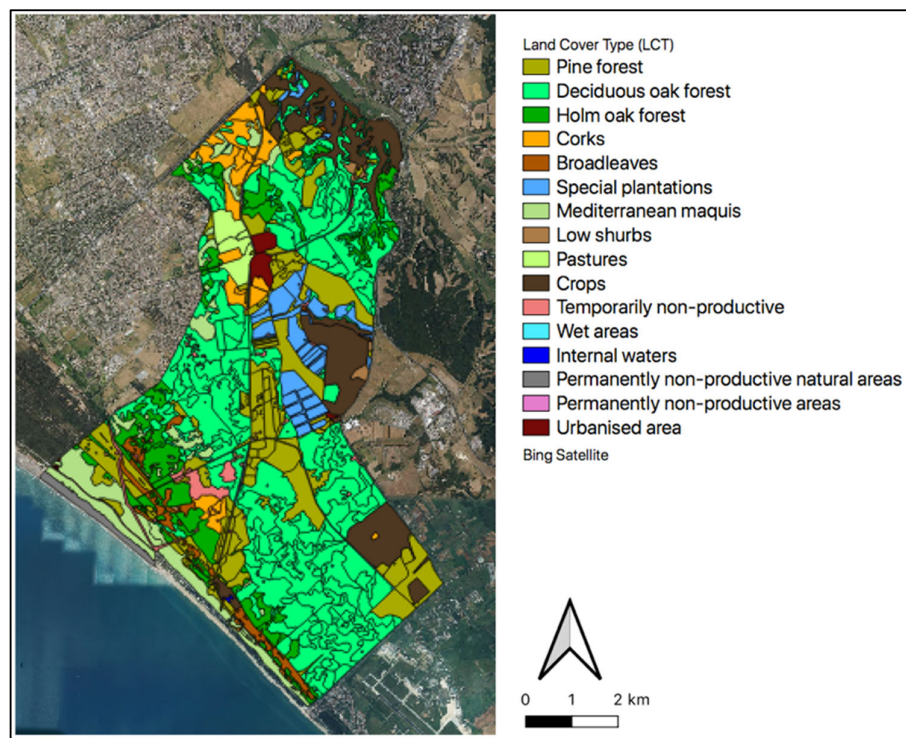 Land Cover Type (LCT)
Pine forest
Deciduous oak forest
Holm oak forest
Corks
Broadleaves
Special plantations
Mediterranean maquis
Low shurbs
Pastures
Crops
Temporarily non-productive
Wet areas
Internal waters
Permanently non-productive natural areas
Permanently non-productive areas
Urbanised area
Bing Satellite
0 1 2 km